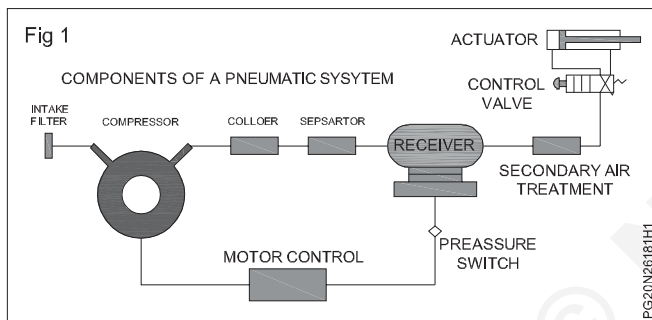 Fig 1
COMPONENTS OF A PNEUMATIC SYSYTEM
ACTUATOR
CONTROL
VALVE
INTAKE
FILTER
COMPRESSOR
COLLOER
SEPSARTOR
RECEIVER
SECONDARY AIR
TREATMENT
MOTOR CONTROL
PREASSURE
SWITCH
PG20N26181H1